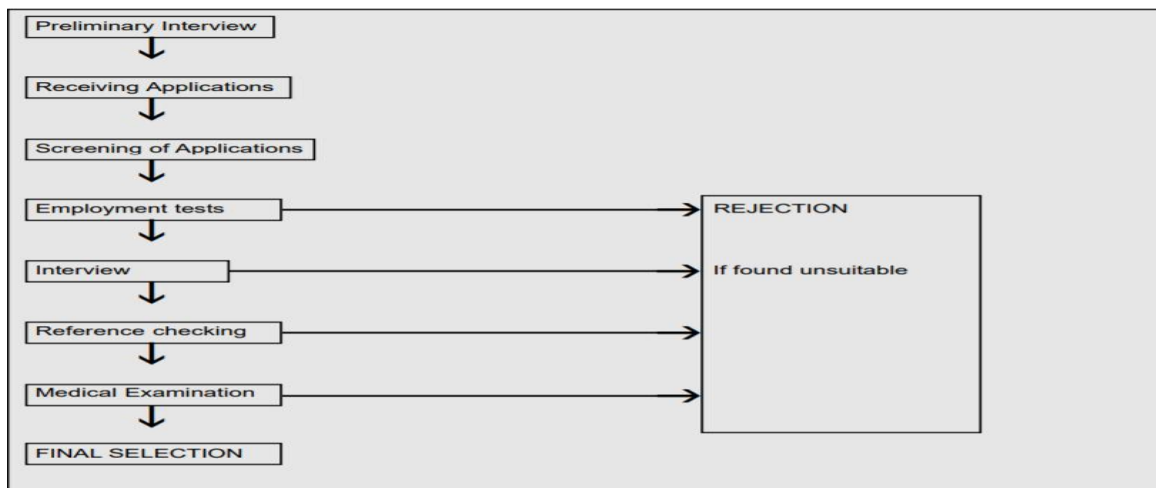 Preliminary Interview
Receiving Applications
Screening of Applications
Employment tests
REJECTION
Interview
If found unsuitable
Reference checking
Medical Examination
FINAL SELECTION